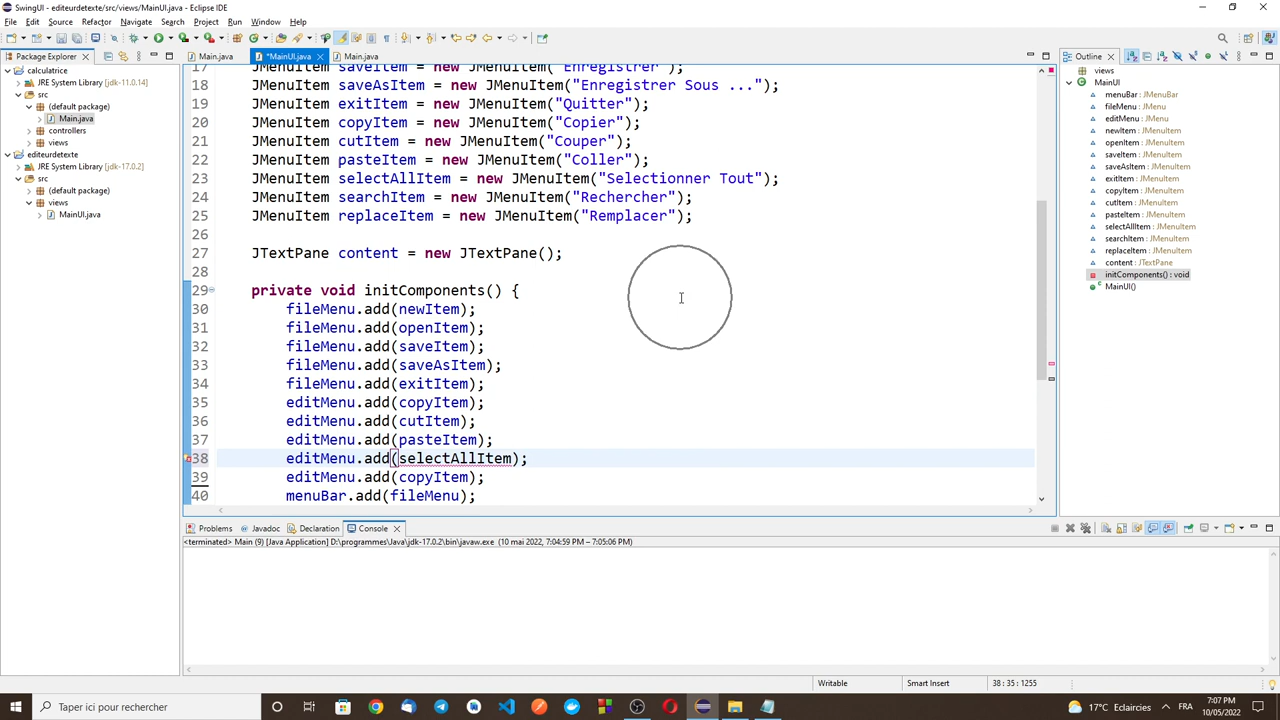 SwingUI - editeurdetexte/src/views/MainUI.java - Eclipse IDE
File Edit Source Refactor Navigate Search Project Run Window Help
Package Explorer
Main.java
*MainUI.java
Main.java
Outline
calculatrice
JRE System Library [jdk-11.0.14]
src
(default package)
Main.java
controllers
views
editeurdetexte
JRE System Library [jdk-17.0.2]
src
(default package)
views
MainUI.java
17 JMenuItem saveItem = new JMenuItem("Enregistrer");
18 JMenuItem saveAsItem = new JMenuItem("Enregistrer Sous ...");
19 JMenuItem exitItem = new JMenuItem("Quitter");
20 JMenuItem copyItem = new JMenuItem("Copier");
21 JMenuItem cutItem = new JMenuItem("Couper");
22 JMenuItem pasteItem = new JMenuItem("Coller");
23 JMenuItem selectAllItem = new JMenuItem("Selectionner Tout");
24 JMenuItem searchItem = new JMenuItem("Rechercher");
25 JMenuItem replaceItem = new JMenuItem("Remplacer");
26
27 JTextPane content = new JTextPane();
28
29 private void initComponents() {
30 fileMenu.add(newItem);
31 fileMenu.add(openItem);
32 fileMenu.add(saveItem);
33 fileMenu.add(saveAsItem);
34 fileMenu.add(exitItem);
35 editMenu.add(copyItem);
36 editMenu.add(cutItem);
37 editMenu.add(pasteItem);
38 editMenu.add(selectAllItem);
39 editMenu.add(copyItem);
40 menuBar.add(fileMenu);
views
MainUI
menuBar : JMenuBar
fileMenu : JMenu
editMenu : JMenu
newItem : JMenuItem
openItem : JMenuItem
saveItem : JMenuItem
saveAsItem : JMenuItem
exitItem : JMenuItem
copyItem : JMenuItem
cutItem : JMenuItem
pasteItem : JMenuItem
selectAllItem : JMenuItem
searchItem : JMenuItem
replaceItem : JMenuItem
content : JTextPane
initComponents() : void
MainUI()
Problems Javadoc Declaration Console
<terminated> Main (9) [Java Application] D:\programmes\Java\jdk-17.0.2\bin\javaw.exe (10 mai 2022, 7:04:59 PM – 7:05:06 PM)
Writable Smart Insert 38 : 35 : 1255
Taper ici pour rechercher
17°C Eclaircies
FRA
7:07 PM
10/05/2022